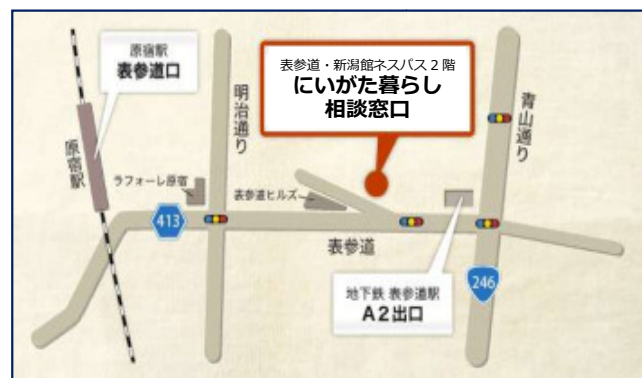 原宿駅
表参道口
表参道・新潟館ネスパス2階
にいがた暮らし
相談窓口
明治通り
青山通り
原宿駅
ラフォーレ原宿
表参道ヒルズ
413
表参道
地下鉄 表参道駅
A2出口
246